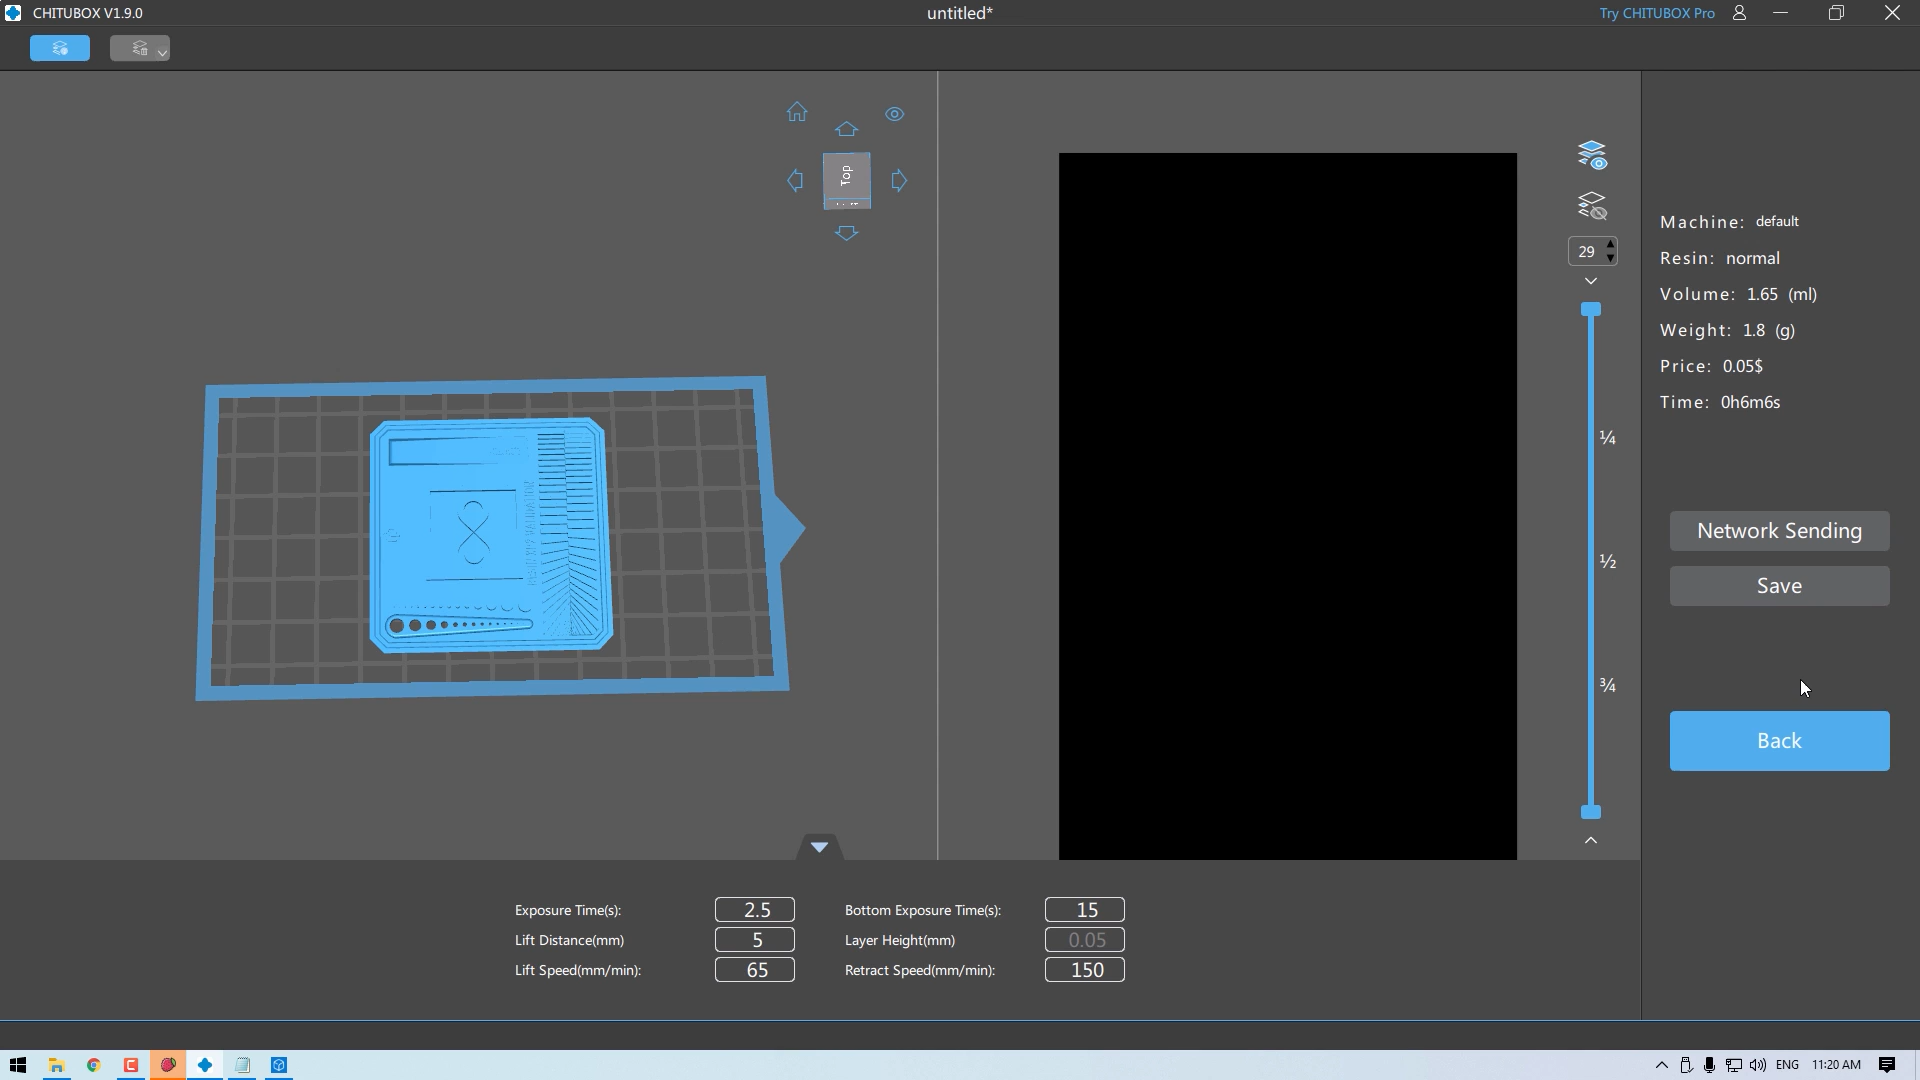 CHITUBOX V1.9.0
untitled*
Try CHITUBOX Pro
Top
29
Machine: default
Resin: normal
Volume: 1.65 (ml)
Weight: 1.8 (g)
Price: 0.05$
Time: 0h6m6s
¼
½
¾
Network Sending
Save
Back
Exposure Time(s): 2.5
Bottom Exposure Time(s): 15
Lift Distance(mm) 5
Layer Height(mm) 0.05
Lift Speed(mm/min): 65
Retract Speed(mm/min): 150
ENG
11:20 AM